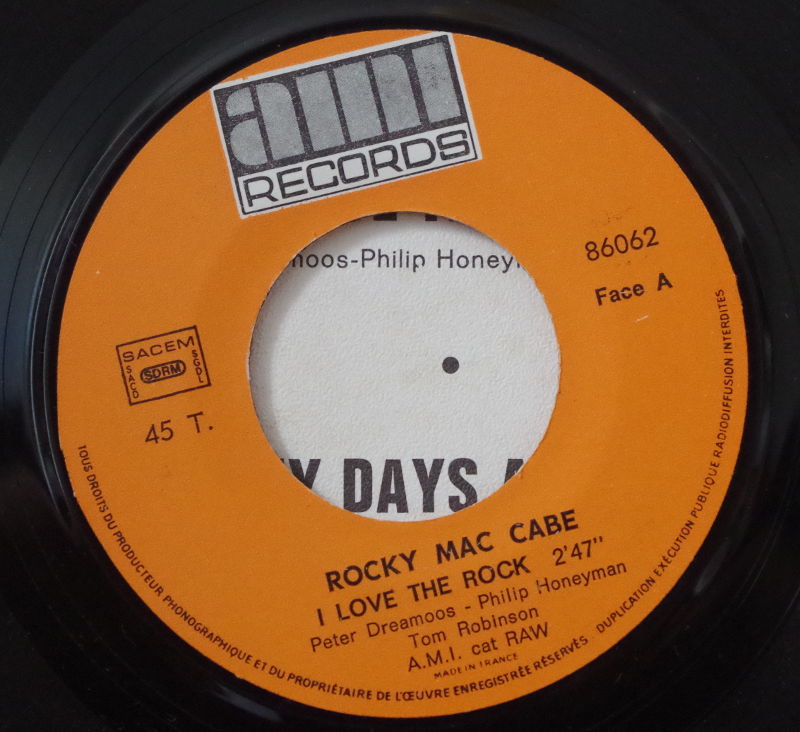 ami
RECORDS
moos-Philip Honeym
86062
Face A
SACEM
SACD
SDRM
SGDL
45 T.
Y DAYS A
ROCKY MAC CABE
I LOVE THE ROCK 2'47"
Peter Dreamoos - Philip Honeyman
Tom Robinson
A.M.I. cat RAW
MADE IN FRANCE
TOUS DROITS DU PRODUCTEUR PHONOGRAPHIQUE ET DU PROPRIÉTAIRE DE L'ŒUVRE ENREGISTRÉE RÉSERVÉS DUPLICATION EXÉCUTION PUBLIQUE RADIODIFFUSION INTERDITES